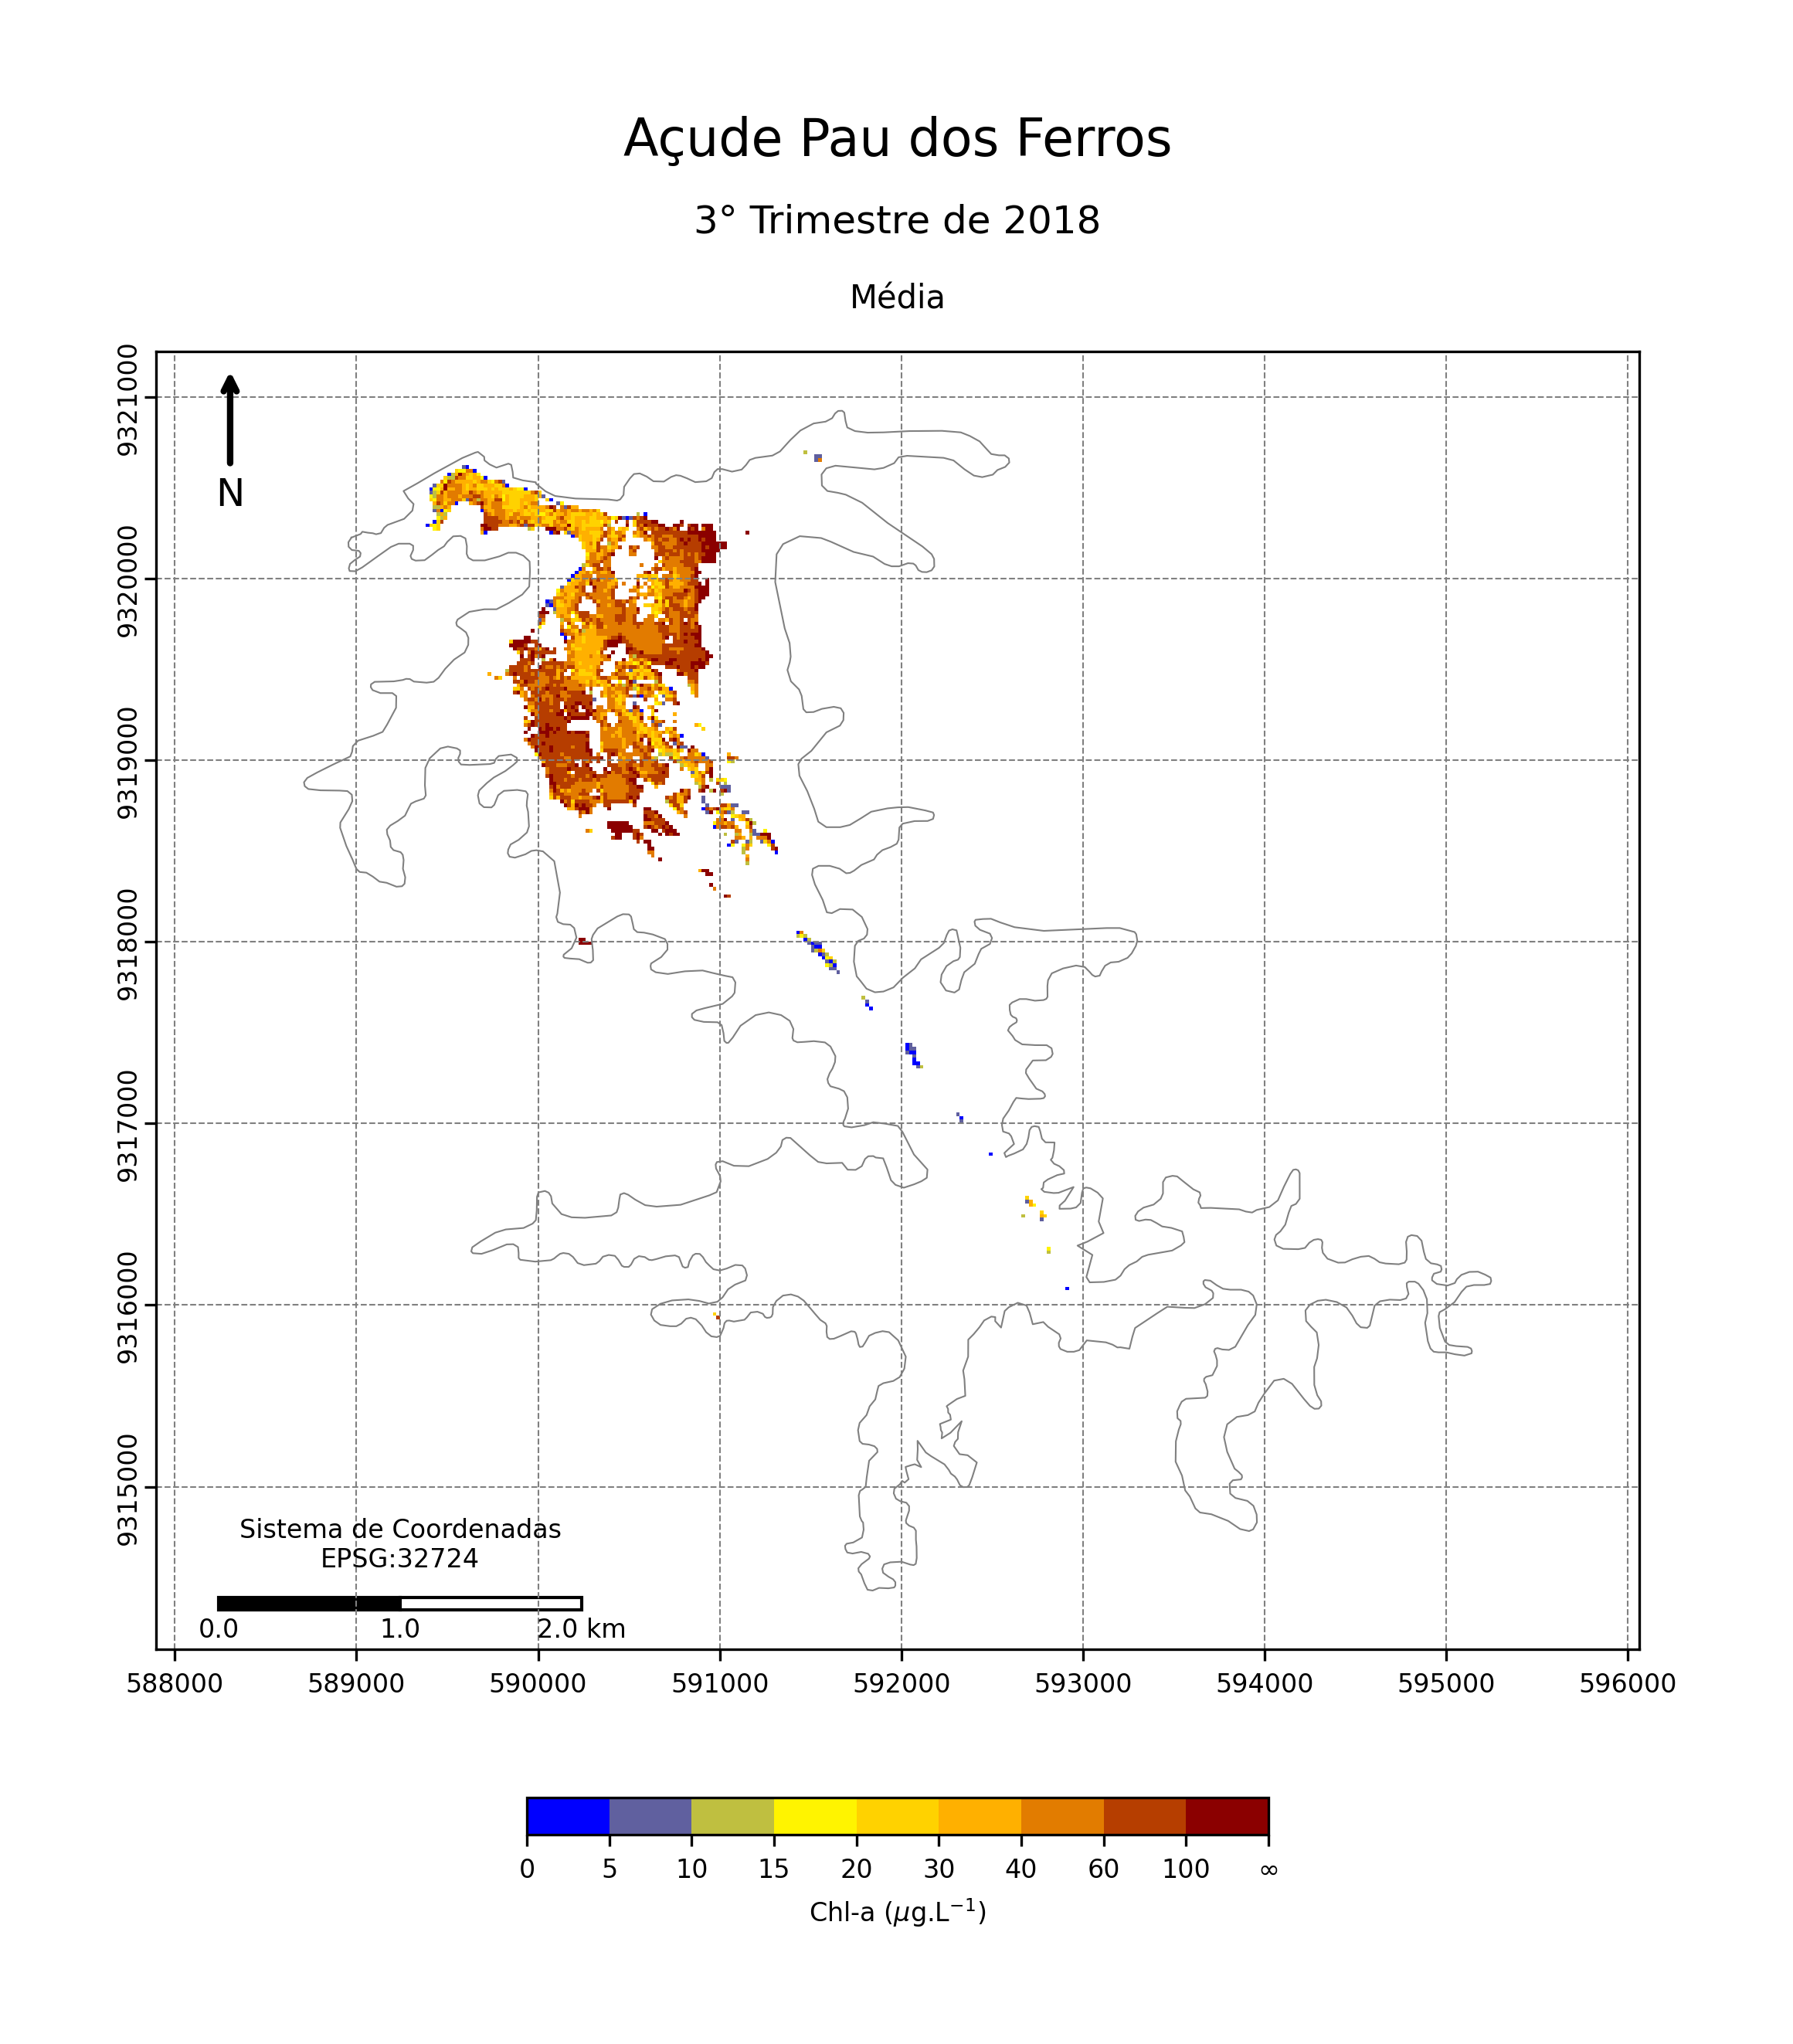 Açude Pau dos Ferros
3° Trimestre de 2018
Média
9321000
9320000
9319000
9318000
9317000
9316000
9315000
N
Sistema de Coordenadas
EPSG:32724
0.0 1.0 2.0 km
588000 589000 590000 591000 592000 593000 594000 595000 596000
0 5 10 15 20 30 40 60 100 ∞
Chl-a (μg.L⁻¹)